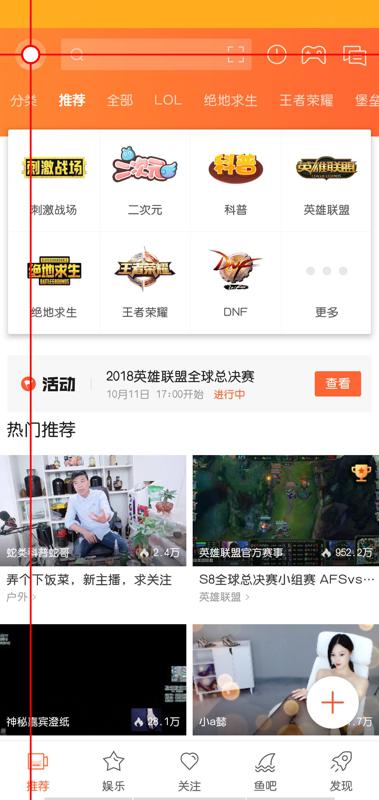 分类 推荐 全部 LOL 绝地求生 王者荣耀 堡垒
刺激战场 二次元 科普 英雄联盟
刺激战场 二次元 科普 英雄联盟
绝地求生 王者荣耀 DNF
绝地求生 王者荣耀 DNF 更多
活动
2018英雄联盟全球总决赛
10月11日 17:00开始 进行中
查看
热门推荐
蛇类科普蛇哥 2.4万
英雄联盟官方赛事 952.2万
弄个下饭菜，新主播，求关注
户外
S8全球总决赛小组赛 AFSvs…
英雄联盟
神秘嘉宾澄纸 28.1万
小a懿 .7万
推荐 娱乐 关注 鱼吧 发现